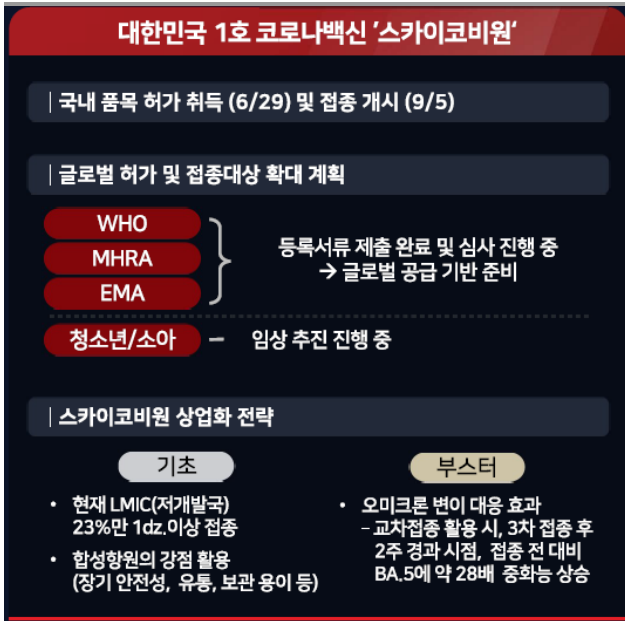 대한민국 1호 코로나백신 '스카이코비원'
| 국내 품목 허가 취득 (6/29) 및 접종 개시 (9/5)
| 글로벌 허가 및 접종대상 확대 계획
WHO
MHRA
EMA
등록서류 제출 완료 및 심사 진행 중
→ 글로벌 공급 기반 준비
청소년/소아 – 임상 추진 진행 중
| 스카이코비원 상업화 전략
기초
• 현재 LMIC(저개발국)
23%만 1dz.이상 접종
• 합성항원의 강점 활용
(장기 안전성, 유통, 보관 용이 등)
부스터
• 오미크론 변이 대응 효과
– 교차접종 활용 시, 3차 접종 후
2주 경과 시점, 접종 전 대비
BA.5에 약 28배 중화능 상승